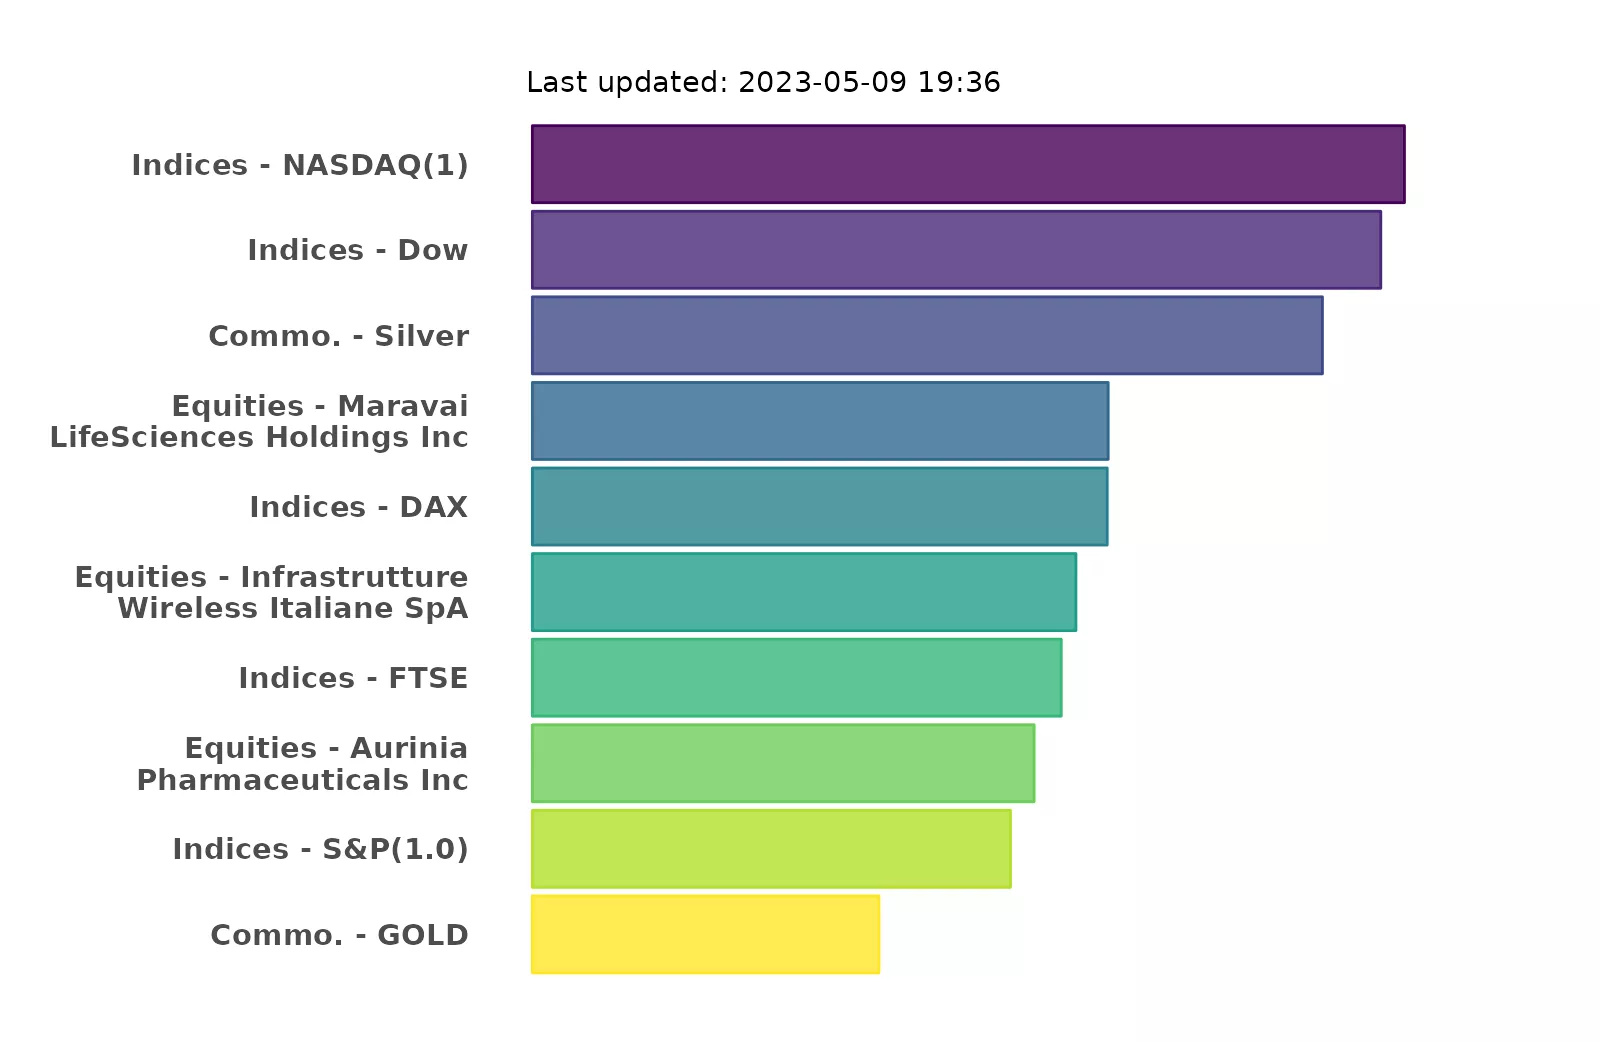 Last updated: 2023-05-09 19:36
Indices - NASDAQ(1)
Indices - Dow
Commo. - Silver
Equities - Maravai
LifeSciences Holdings Inc
Indices - DAX
Equities - Infrastrutture
Wireless Italiane SpA
Indices - FTSE
Equities - Aurinia
Pharmaceuticals Inc
Indices - S&P(1.0)
Commo. - GOLD